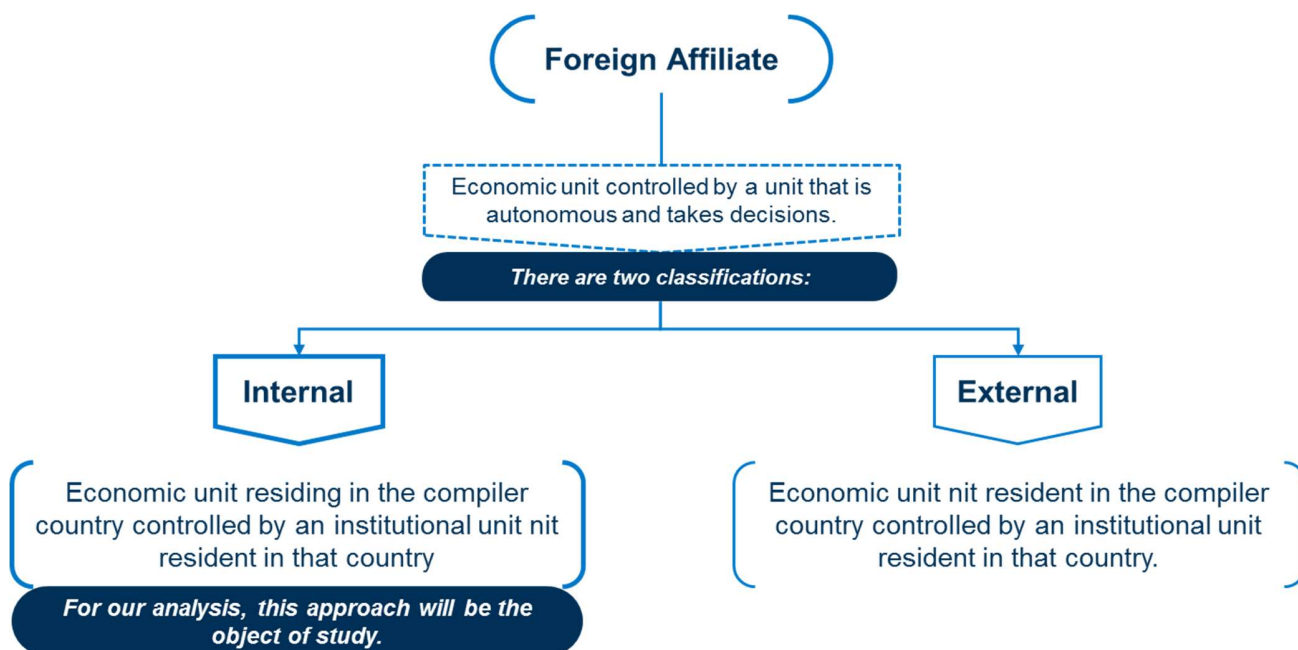 Foreign Affiliate
Economic unit controlled by a unit that is
autonomous and takes decisions.
There are two classifications:
Internal
External
Economic unit residing in the compiler
country controlled by an institutional unit nit
resident in that country
Economic unit nit resident in the compiler
country controlled by an institutional unit
resident in that country.
For our analysis, this approach will be the
object of study.